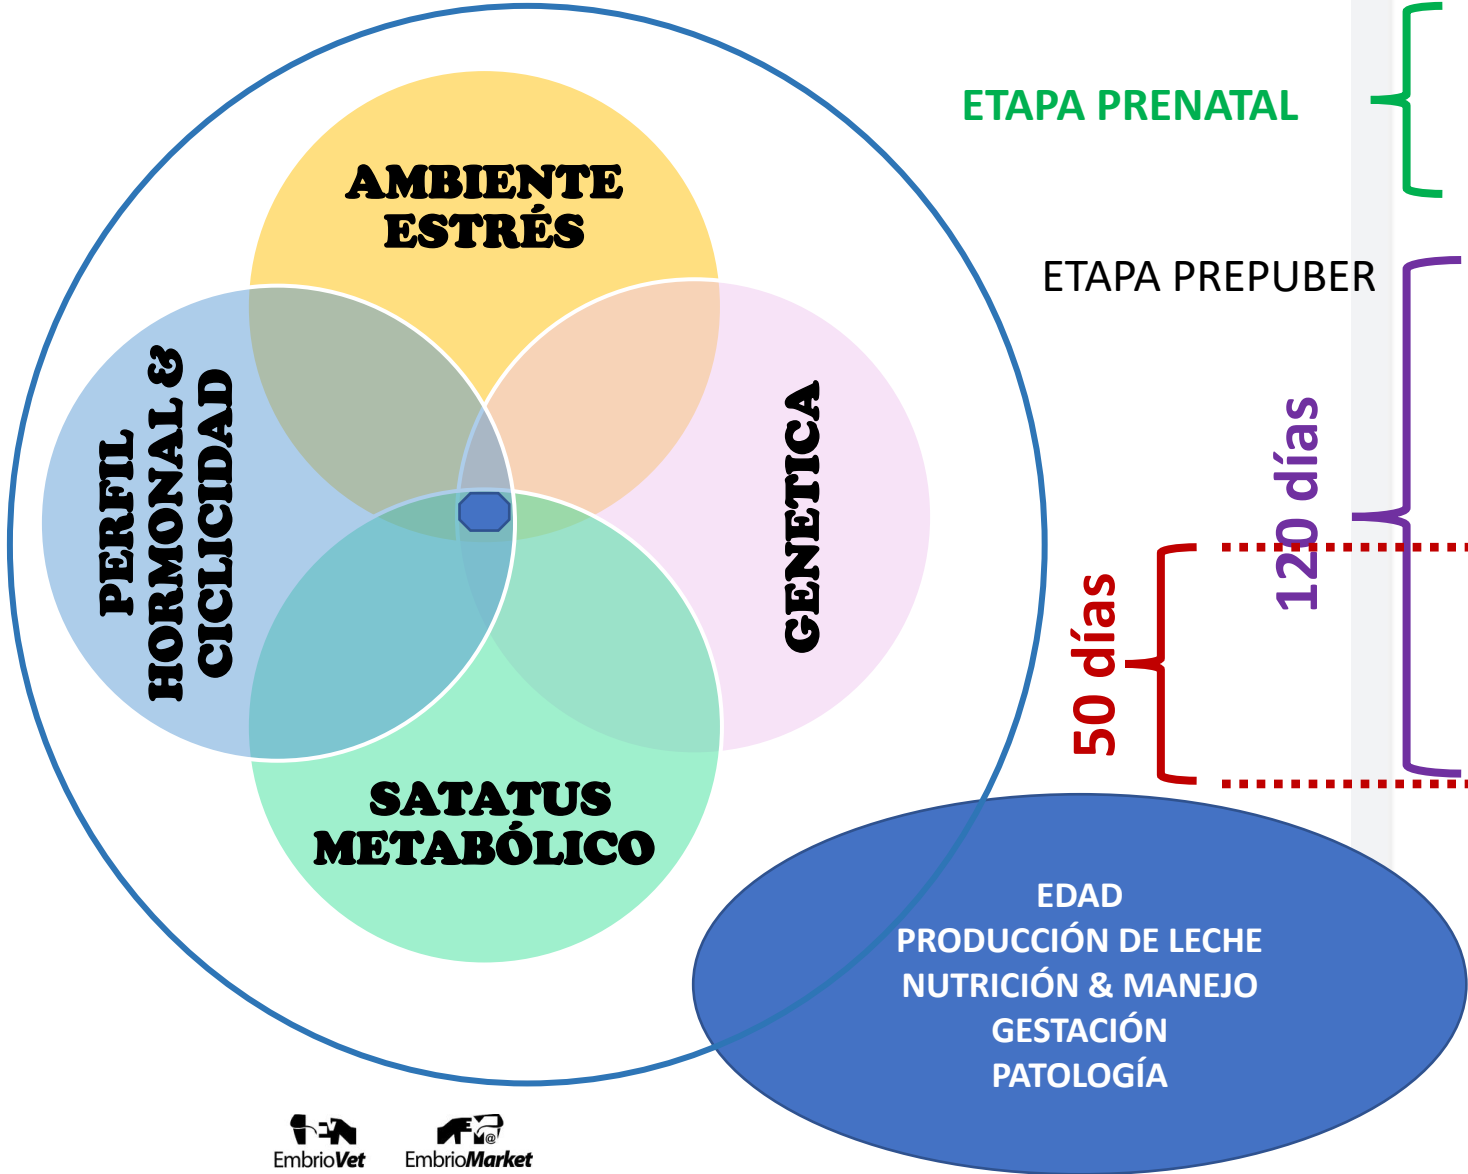 AMBIENTE
ESTRÉS
PERFIL
HORMONAL &
CICLICIDAD
GENETICA
SATATUS
METABÓLICO
ETAPA PRENATAL
ETAPA PREPUBER
120 días
50 días
EDAD
PRODUCCIÓN DE LECHE
NUTRICIÓN & MANEJO
GESTACIÓN
PATOLOGÍA
EmbrioVet
EmbrioMarket